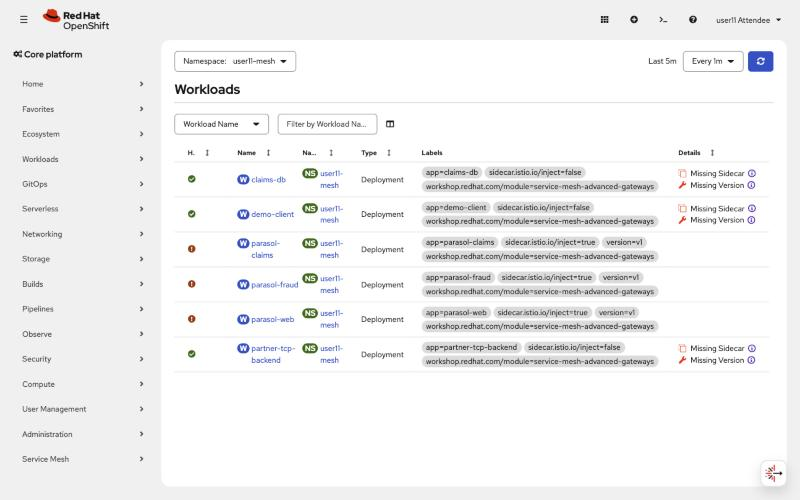 Red Hat
OpenShift
user11 Attendee
Core platform
Home
Favorites
Ecosystem
Workloads
GitOps
Serverless
Networking
Storage
Builds
Pipelines
Observe
Security
Compute
User Management
Administration
Service Mesh
Namespace: user11-mesh
Last 5m
Every 1m
Workloads
Workload Name
Filter by Workload Na...
H. Name Na... Type Labels Details
W claims-db NS user11-mesh Deployment app=claims-db sidecar.istio.io/inject=false Missing Sidecar
workshop.redhat.com/module=service-mesh-advanced-gateways Missing Version
W demo-client NS user11-mesh Deployment app=demo-client sidecar.istio.io/inject=false Missing Sidecar
workshop.redhat.com/module=service-mesh-advanced-gateways Missing Version
W parasol-claims NS user11-mesh Deployment app=parasol-claims sidecar.istio.io/inject=true version=v1
workshop.redhat.com/module=service-mesh-advanced-gateways
W parasol-fraud NS user11-mesh Deployment app=parasol-fraud sidecar.istio.io/inject=true version=v1
workshop.redhat.com/module=service-mesh-advanced-gateways
W parasol-web NS user11-mesh Deployment app=parasol-web sidecar.istio.io/inject=true version=v1
workshop.redhat.com/module=service-mesh-advanced-gateways
W partner-tcp-backend NS user11-mesh Deployment app=partner-tcp-backend sidecar.istio.io/inject=false Missing Sidecar
workshop.redhat.com/module=service-mesh-advanced-gateways Missing Version